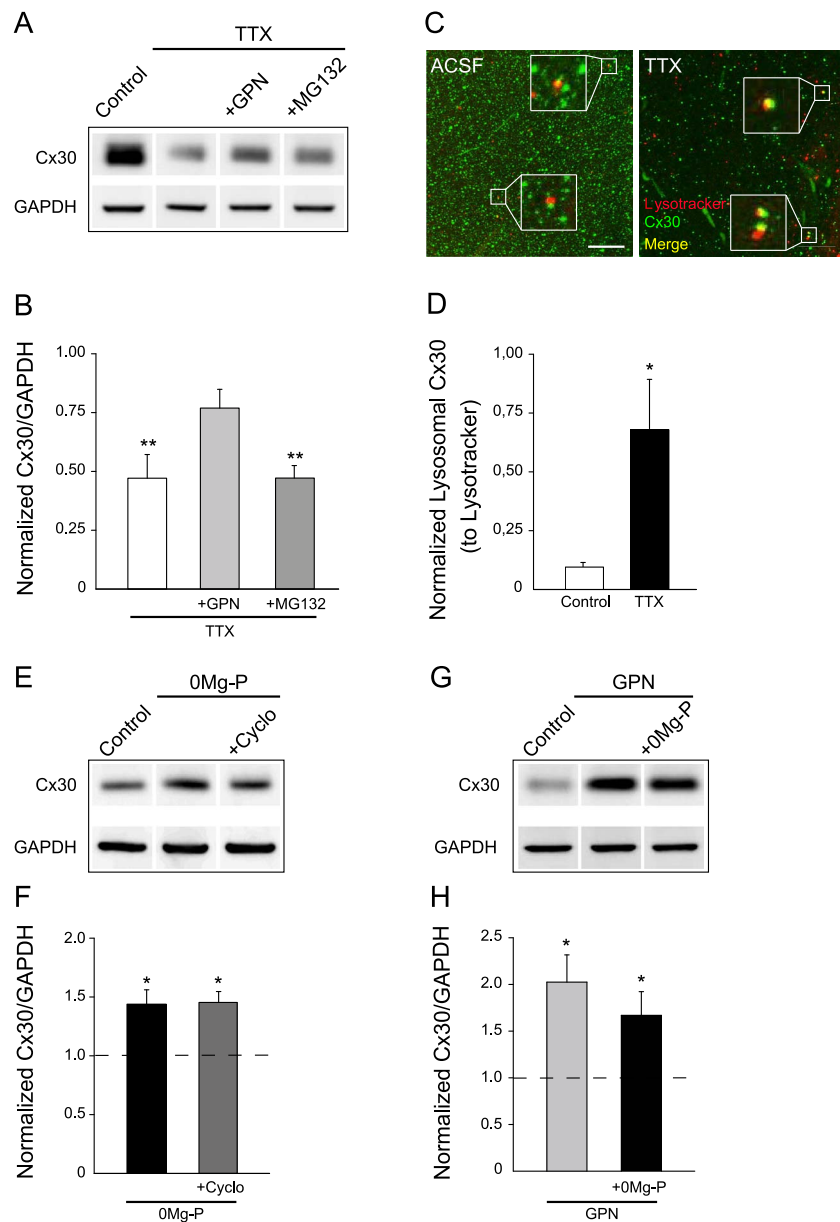 A
TTX
Control
+GPN
+MG132
Cx30
GAPDH
C
ACSF
TTX
Lysotracker
Cx30
Merge
B
Normalized Cx30/GAPDH
1.00
0.75
0.50
0.25
0
**
**
+GPN
+MG132
TTX
D
Normalized Lysosomal Cx30
(to Lysotracker)
1,00
0,75
0,50
0,25
0
*
Control
TTX
E
0Mg-P
Control
+Cyclo
Cx30
GAPDH
G
GPN
Control
+0Mg-P
Cx30
GAPDH
F
Normalized Cx30/GAPDH
2.0
1.5
1.0
0.5
0
*
*
+Cyclo
0Mg-P
H
Normalized Cx30/GAPDH
2.5
2.0
1.5
1.0
0.5
0
*
*
+0Mg-P
GPN